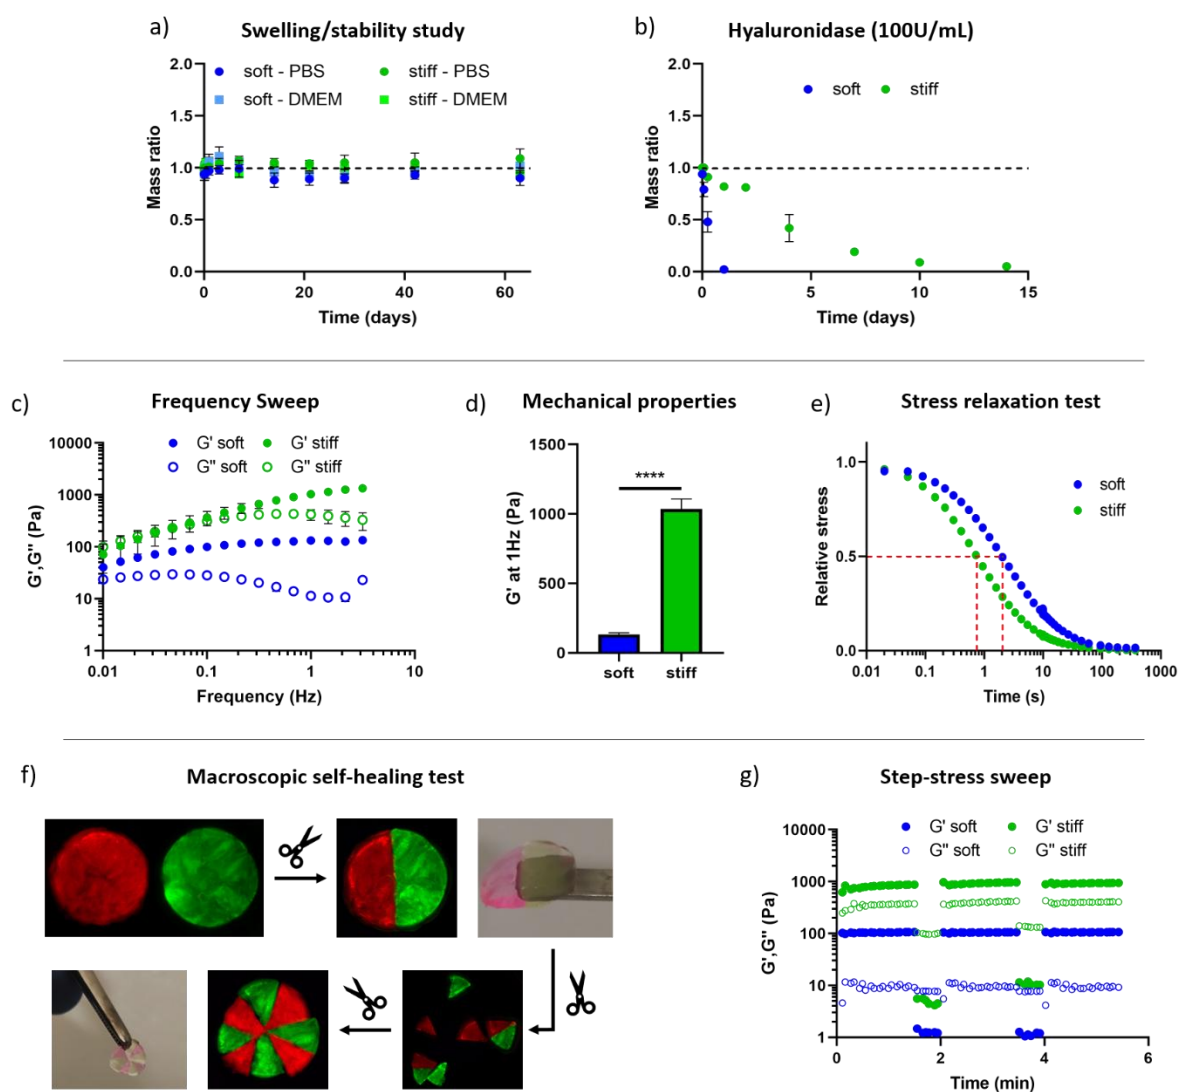 a)
Swelling/stability study
soft - PBS
stiff - PBS
soft - DMEM
stiff - DMEM
2.0
1.5
1.0
0.5
0.0
Mass ratio
0
20
40
60
Time (days)
b)
Hyaluronidase (100U/mL)
soft
stiff
2.0
1.5
1.0
0.5
0.0
Mass ratio
0
5
10
15
Time (days)
c)
Frequency Sweep
G' soft
G' stiff
G" soft
G" stiff
10000
1000
100
10
1
G',G" (Pa)
0.01
0.1
1
10
Frequency (Hz)
d)
Mechanical properties
1500
1000
500
0
G' at 1Hz (Pa)
****
soft
stiff
e)
Stress relaxation test
soft
stiff
1.0
0.5
0.0
Relative stress
0.01
0.1
1
10
100
1000
Time (s)
f)
Macroscopic self-healing test
g)
Step-stress sweep
G' soft
G' stiff
G" soft
G" stiff
10000
1000
100
10
1
G',G" (Pa)
0
2
4
6
Time (min)